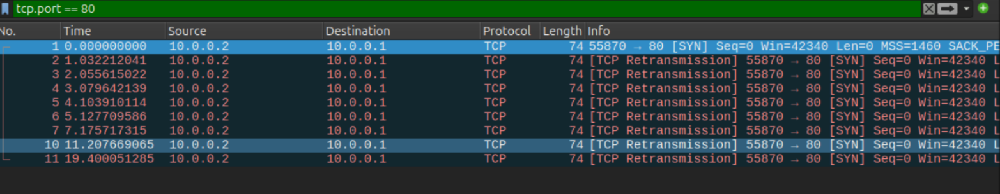 tcp.port == 80
No. Time Source Destination Protocol Length Info
1 0.000000000 10.0.0.2 10.0.0.1 TCP 74 55870 → 80 [SYN] Seq=0 Win=42340 Len=0 MSS=1460 SACK_PE
2 1.032212041 10.0.0.2 10.0.0.1 TCP 74 [TCP Retransmission] 55870 → 80 [SYN] Seq=0 Win=42340 L
3 2.055615022 10.0.0.2 10.0.0.1 TCP 74 [TCP Retransmission] 55870 → 80 [SYN] Seq=0 Win=42340 L
4 3.079642139 10.0.0.2 10.0.0.1 TCP 74 [TCP Retransmission] 55870 → 80 [SYN] Seq=0 Win=42340 L
5 4.103910114 10.0.0.2 10.0.0.1 TCP 74 [TCP Retransmission] 55870 → 80 [SYN] Seq=0 Win=42340 L
6 5.127709586 10.0.0.2 10.0.0.1 TCP 74 [TCP Retransmission] 55870 → 80 [SYN] Seq=0 Win=42340 L
7 7.175717315 10.0.0.2 10.0.0.1 TCP 74 [TCP Retransmission] 55870 → 80 [SYN] Seq=0 Win=42340 L
10 11.207669065 10.0.0.2 10.0.0.1 TCP 74 [TCP Retransmission] 55870 → 80 [SYN] Seq=0 Win=42340 L
11 19.400051285 10.0.0.2 10.0.0.1 TCP 74 [TCP Retransmission] 55870 → 80 [SYN] Seq=0 Win=42340 L